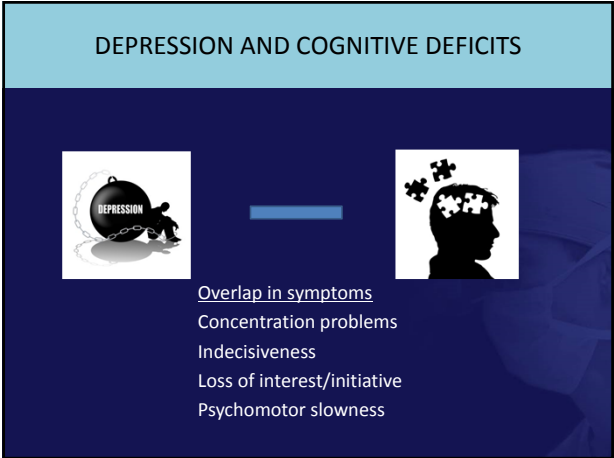 DEPRESSION AND COGNITIVE DEFICITS
DEPRESSION
Overlap in symptoms
Concentration problems
Indecisiveness
Loss of interest/initiative
Psychomotor slowness